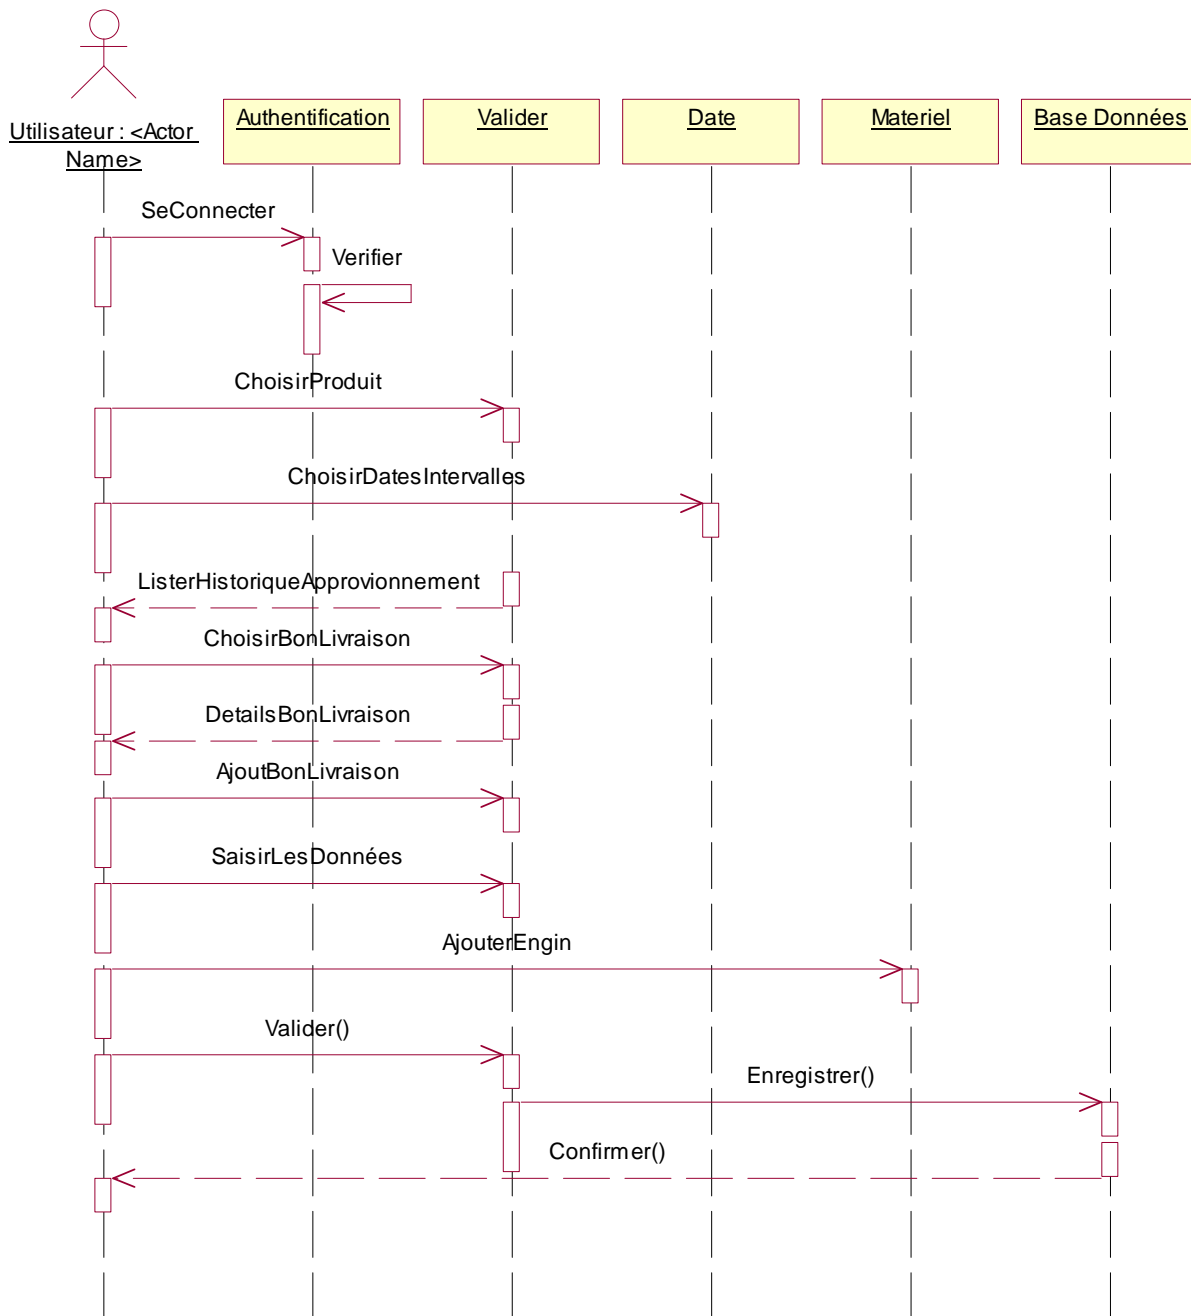 Utilisateur : <Actor
Name>
Authentification
Valider
Date
Materiel
Base Données
SeConnecter
Verifier
ChoisirProduit
ChoisirDatesIntervalles
ListerHistoriqueApprovionnement
ChoisirBonLivraison
DetailsBonLivraison
AjoutBonLivraison
SaisirLesDonnées
AjouterEngin
Valider()
Enregistrer()
Confirmer()